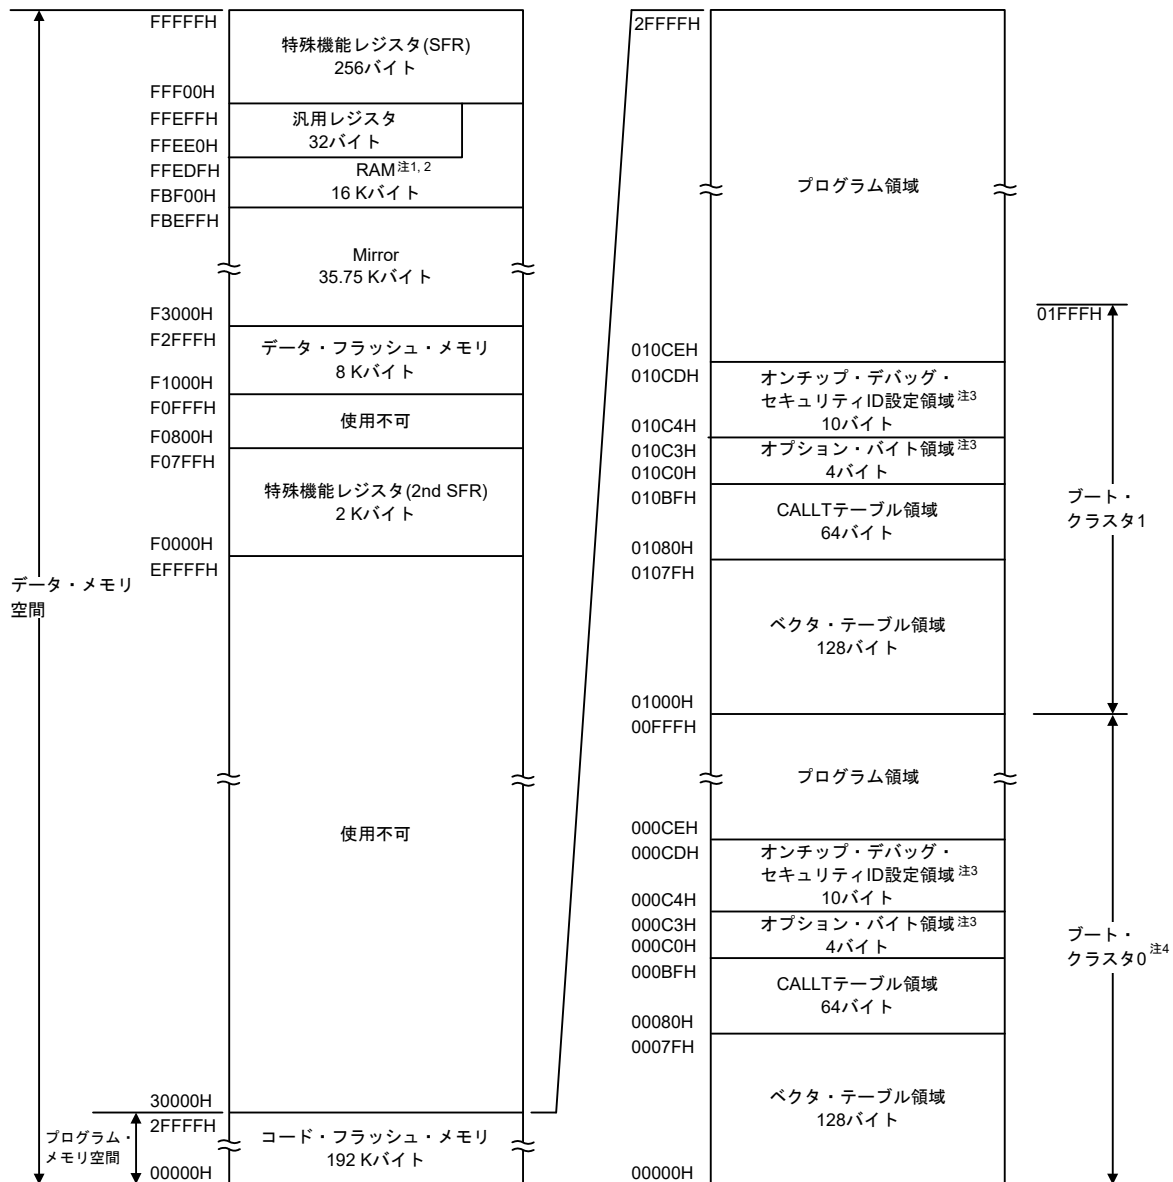 FFFFFH
特殊機能レジスタ(SFR)
256バイト
FFF00H
FFEFFH
汎用レジスタ
32バイト
FFEE0H
FFEDFH
RAM注1, 2
16 Kバイト
FBF00H
FBEFFH
Mirror
35.75 Kバイト
F3000H
F2FFFH
データ・フラッシュ・メモリ
8 Kバイト
F1000H
F0FFFH
使用不可
F0800H
F07FFH
特殊機能レジスタ(2nd SFR)
2 Kバイト
F0000H
EFFFFH
データ・メモリ
空間
使用不可
30000H
2FFFFH
プログラム・
メモリ空間
コード・フラッシュ・メモリ
192 Kバイト
00000H
2FFFFH
プログラム領域
01FFFH
010CEH
010CDH
オンチップ・デバッグ・
セキュリティID設定領域注3
10バイト
010C4H
010C3H
オプション・バイト領域注3
4バイト
010C0H
010BFH
CALLTテーブル領域
64バイト
01080H
0107FH
ブート・
クラスタ1
ベクタ・テーブル領域
128バイト
01000H
00FFFH
プログラム領域
000CEH
000CDH
オンチップ・デバッグ・
セキュリティID設定領域注3
10バイト
000C4H
000C3H
オプション・バイト領域注3
4バイト
000C0H
000BFH
ブート・
クラスタ0注4
CALLTテーブル領域
64バイト
00080H
0007FH
ベクタ・テーブル領域
128バイト
00000H